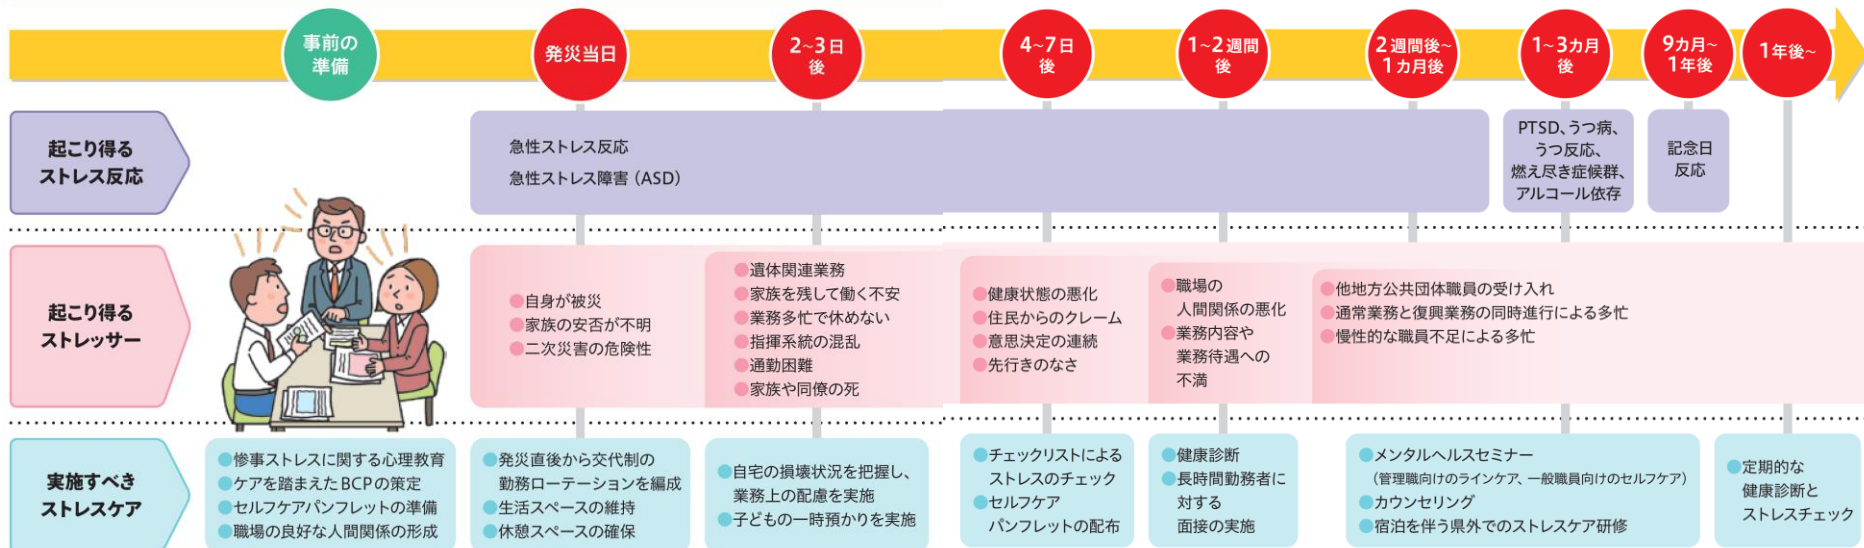 事前の
準備
発災当日
2~3日
後
4~7日
後
1~2週間
後
2週間後~
1カ月後
1~3カ月
後
9カ月~
1年後
1年後~
起こり得る
ストレス反応
急性ストレス反応
急性ストレス障害（ASD）
PTSD、うつ病、
うつ反応、
燃え尽き症候群、
アルコール依存
記念日
反応
起こり得る
ストレッサー
●自身が被災
●家族の安否が不明
●二次災害の危険性
●遺体関連業務
●家族を残して働く不安
●業務多忙で休めない
●指揮系統の混乱
●通勤困難
●家族や同僚の死
●健康状態の悪化
●住民からのクレーム
●意思決定の連続
●先行きのなさ
●職場の
人間関係の悪化
●業務内容や
業務待遇への
不満
●他地方公共団体職員の受け入れ
●通常業務と復興業務の同時進行による多忙
●慢性的な職員不足による多忙
実施すべき
ストレスケア
●惨事ストレスに関する心理教育
●ケアを踏まえたBCPの策定
●セルフケアパンフレットの準備
●職場の良好な人間関係の形成
●発災直後から交代制の
勤務ローテーションを編成
●生活スペースの維持
●休憩スペースの確保
●自宅の損壊状況を把握し、
業務上の配慮を実施
●子どもの一時預かりを実施
●チェックリストによる
ストレスのチェック
●セルフケア
パンフレットの配布
●健康診断
●長時間勤務者に
対する
面接の実施
●メンタルヘルスセミナー
（管理職向けのラインケア、一般職員向けのセルフケア）
●カウンセリング
●宿泊を伴う県外でのストレスケア研修
●定期的な
健康診断と
ストレスチェック